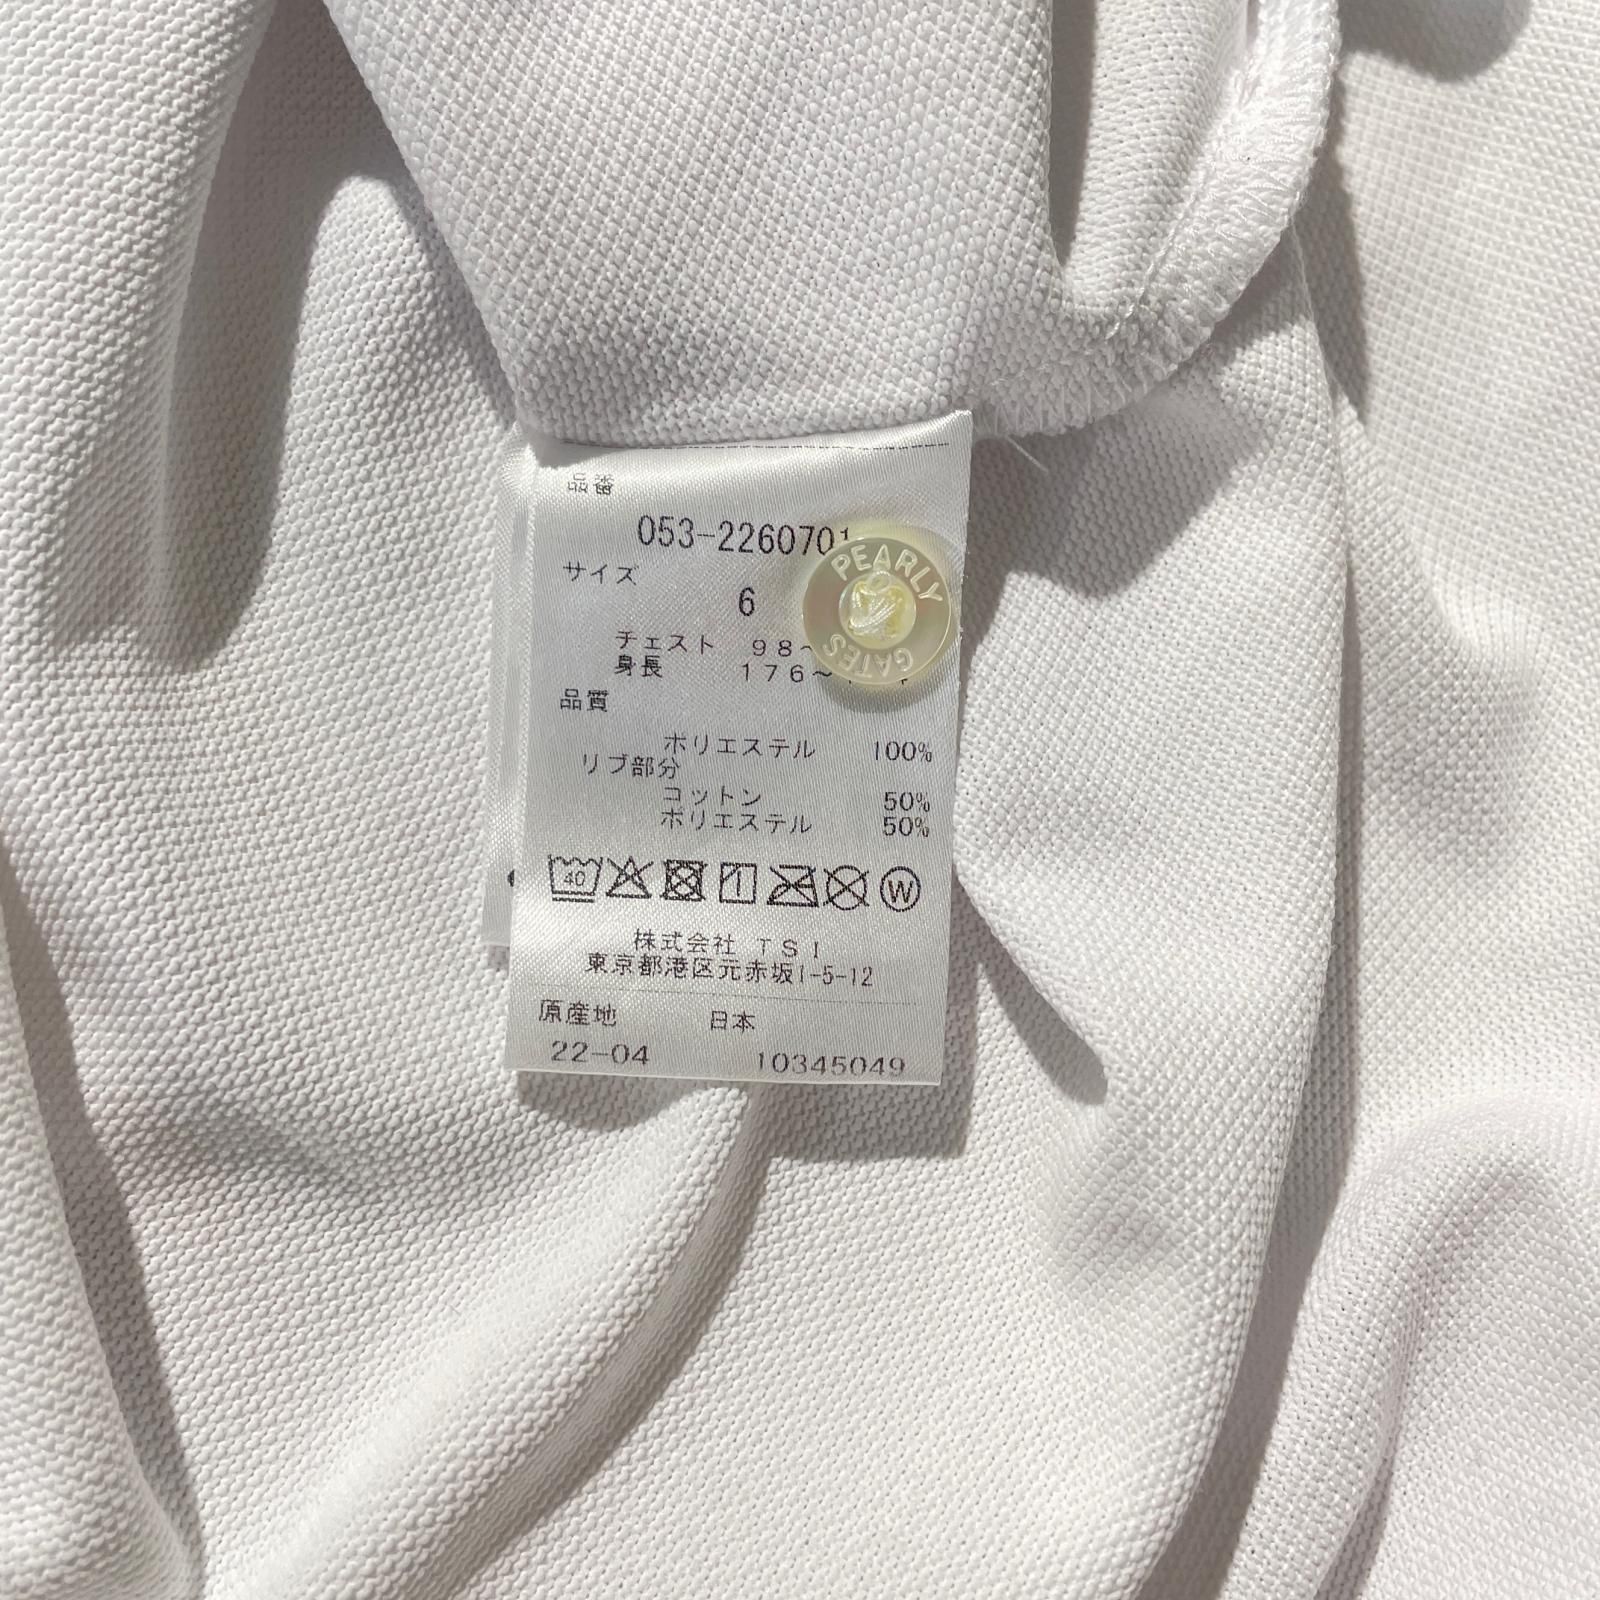 品番
053-2260701
サイズ
6
チェスト 98~
身長 176~
品質
ポリエステル 100%
リブ部分
コットン 50%
ポリエステル 50%
40
W
株式会社 TSI
東京都港区元赤坂1-5-12
原産地 日本
22-04 10345049
PEARLY
GATES